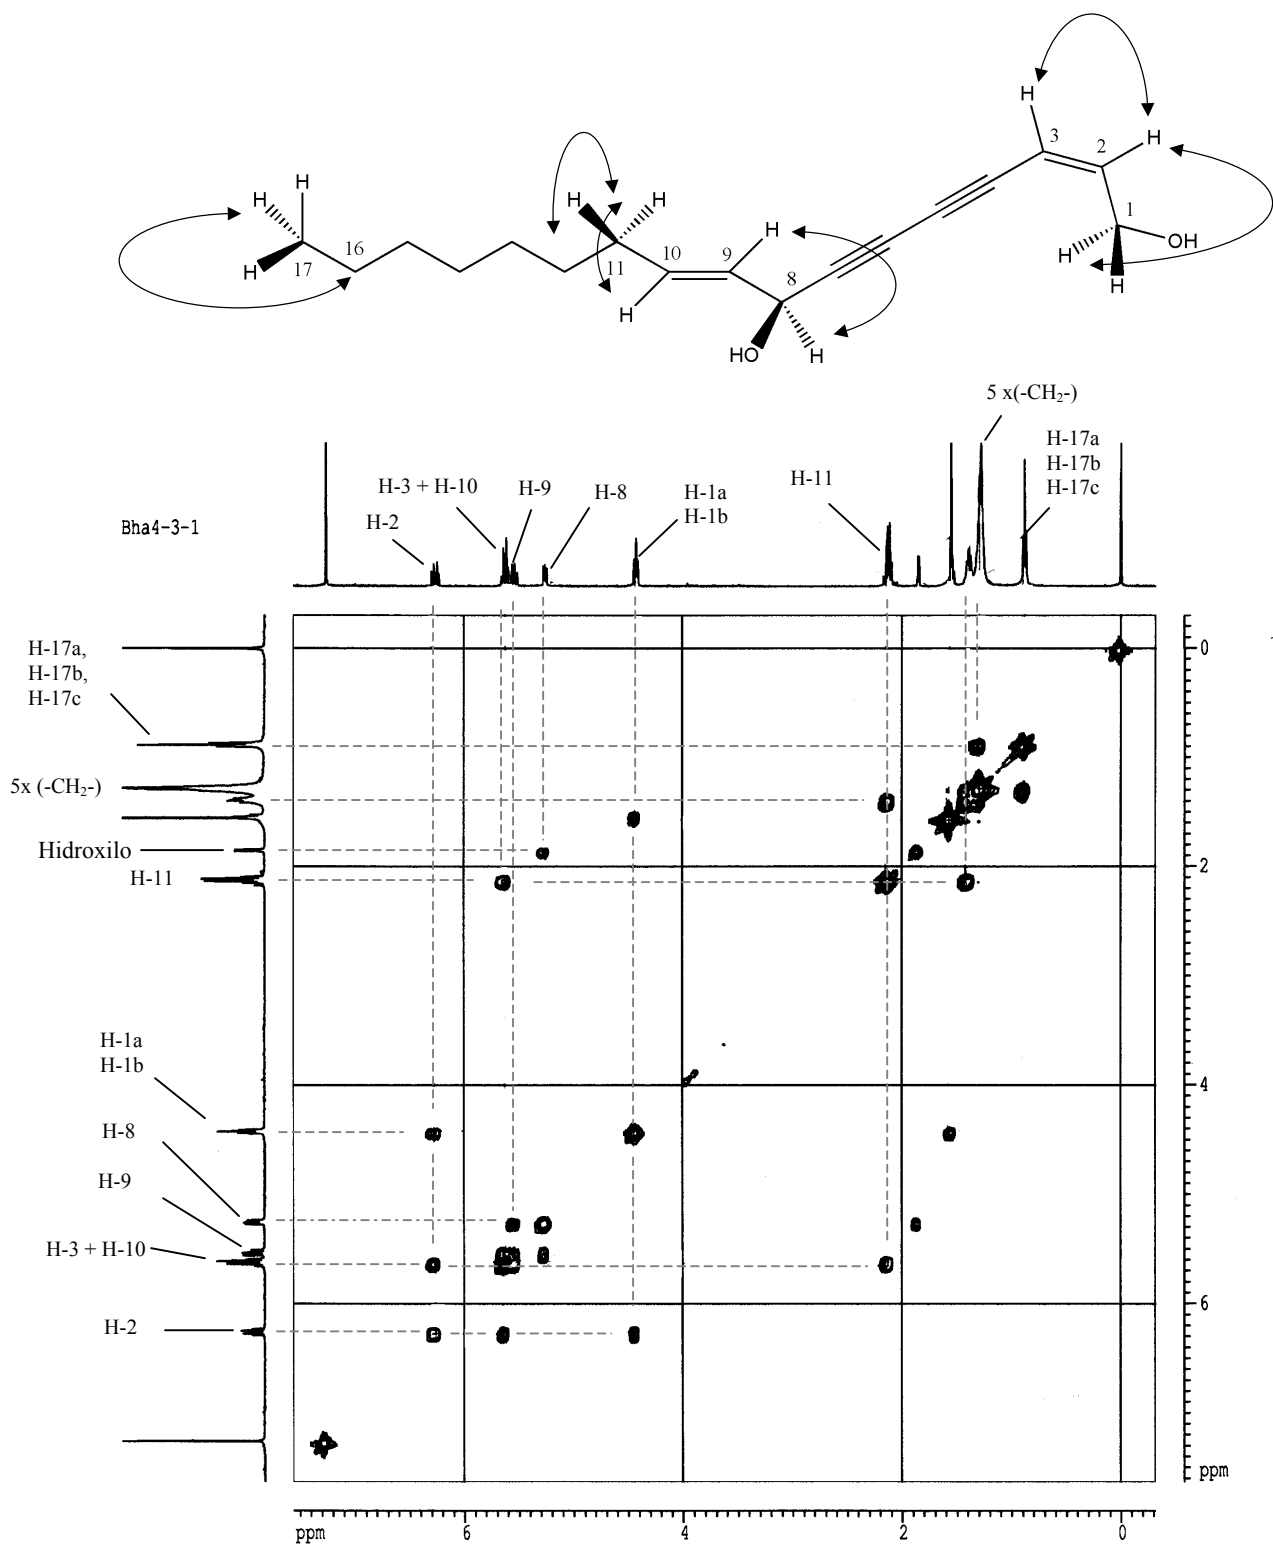 H
3
2
H
1
OH
H
H
H
H
17
16
H
H
H
11
10
9
H
H
8
HO
H
5 x(-CH₂-)
H-17a
H-17b
H-17c
H-11
H-3 + H-10
H-9
H-8
H-1a
H-1b
H-2
Bha4-3-1
H-17a,
H-17b,
H-17c
5x (-CH₂-)
Hidroxilo
H-11
H-1a
H-1b
H-8
H-9
H-3 + H-10
H-2
0
2
4
6
ppm
ppm 6 4 2 0